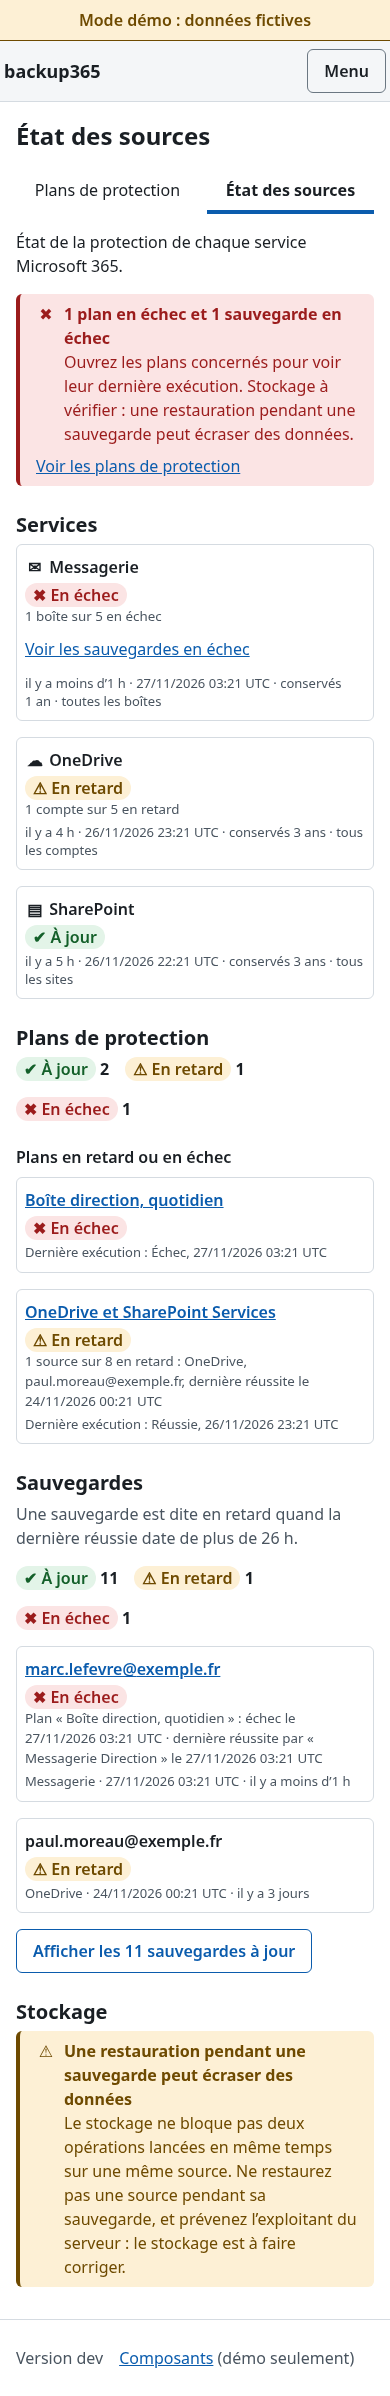 Mode démo : données fictives
backup365
Menu
État des sources
Plans de protection
État des sources
État de la protection de chaque service
Microsoft 365.
✖ 1 plan en échec et 1 sauvegarde en
échec
Ouvrez les plans concernés pour voir
leur dernière exécution. Stockage à
vérifier : une restauration pendant une
sauvegarde peut écraser des données.
Voir les plans de protection
Services
✉ Messagerie
✖ En échec
1 boîte sur 5 en échec
Voir les sauvegardes en échec
il y a moins d’1 h · 27/11/2026 03:21 UTC · conservés
1 an · toutes les boîtes
☁ OneDrive
⚠ En retard
1 compte sur 5 en retard
il y a 4 h · 26/11/2026 23:21 UTC · conservés 3 ans · tous
les comptes
▤ SharePoint
✔ À jour
il y a 5 h · 26/11/2026 22:21 UTC · conservés 3 ans · tous
les sites
Plans de protection
✔ À jour 2 ⚠ En retard 1
✖ En échec 1
Plans en retard ou en échec
Boîte direction, quotidien
✖ En échec
Dernière exécution : Échec, 27/11/2026 03:21 UTC
OneDrive et SharePoint Services
⚠ En retard
1 source sur 8 en retard : OneDrive,
paul.moreau@exemple.fr, dernière réussite le
24/11/2026 00:21 UTC
Dernière exécution : Réussie, 26/11/2026 23:21 UTC
Sauvegardes
Une sauvegarde est dite en retard quand la
dernière réussie date de plus de 26 h.
✔ À jour 11 ⚠ En retard 1
✖ En échec 1
marc.lefevre@exemple.fr
✖ En échec
Plan « Boîte direction, quotidien » : échec le
27/11/2026 03:21 UTC · dernière réussite par «
Messagerie Direction » le 27/11/2026 03:21 UTC
Messagerie · 27/11/2026 03:21 UTC · il y a moins d’1 h
paul.moreau@exemple.fr
⚠ En retard
OneDrive · 24/11/2026 00:21 UTC · il y a 3 jours
Afficher les 11 sauvegardes à jour
Stockage
⚠ Une restauration pendant une
sauvegarde peut écraser des
données
Le stockage ne bloque pas deux
opérations lancées en même temps
sur une même source. Ne restaurez
pas une source pendant sa
sauvegarde, et prévenez l’exploitant du
serveur : le stockage est à faire
corriger.
Version dev Composants (démo seulement)